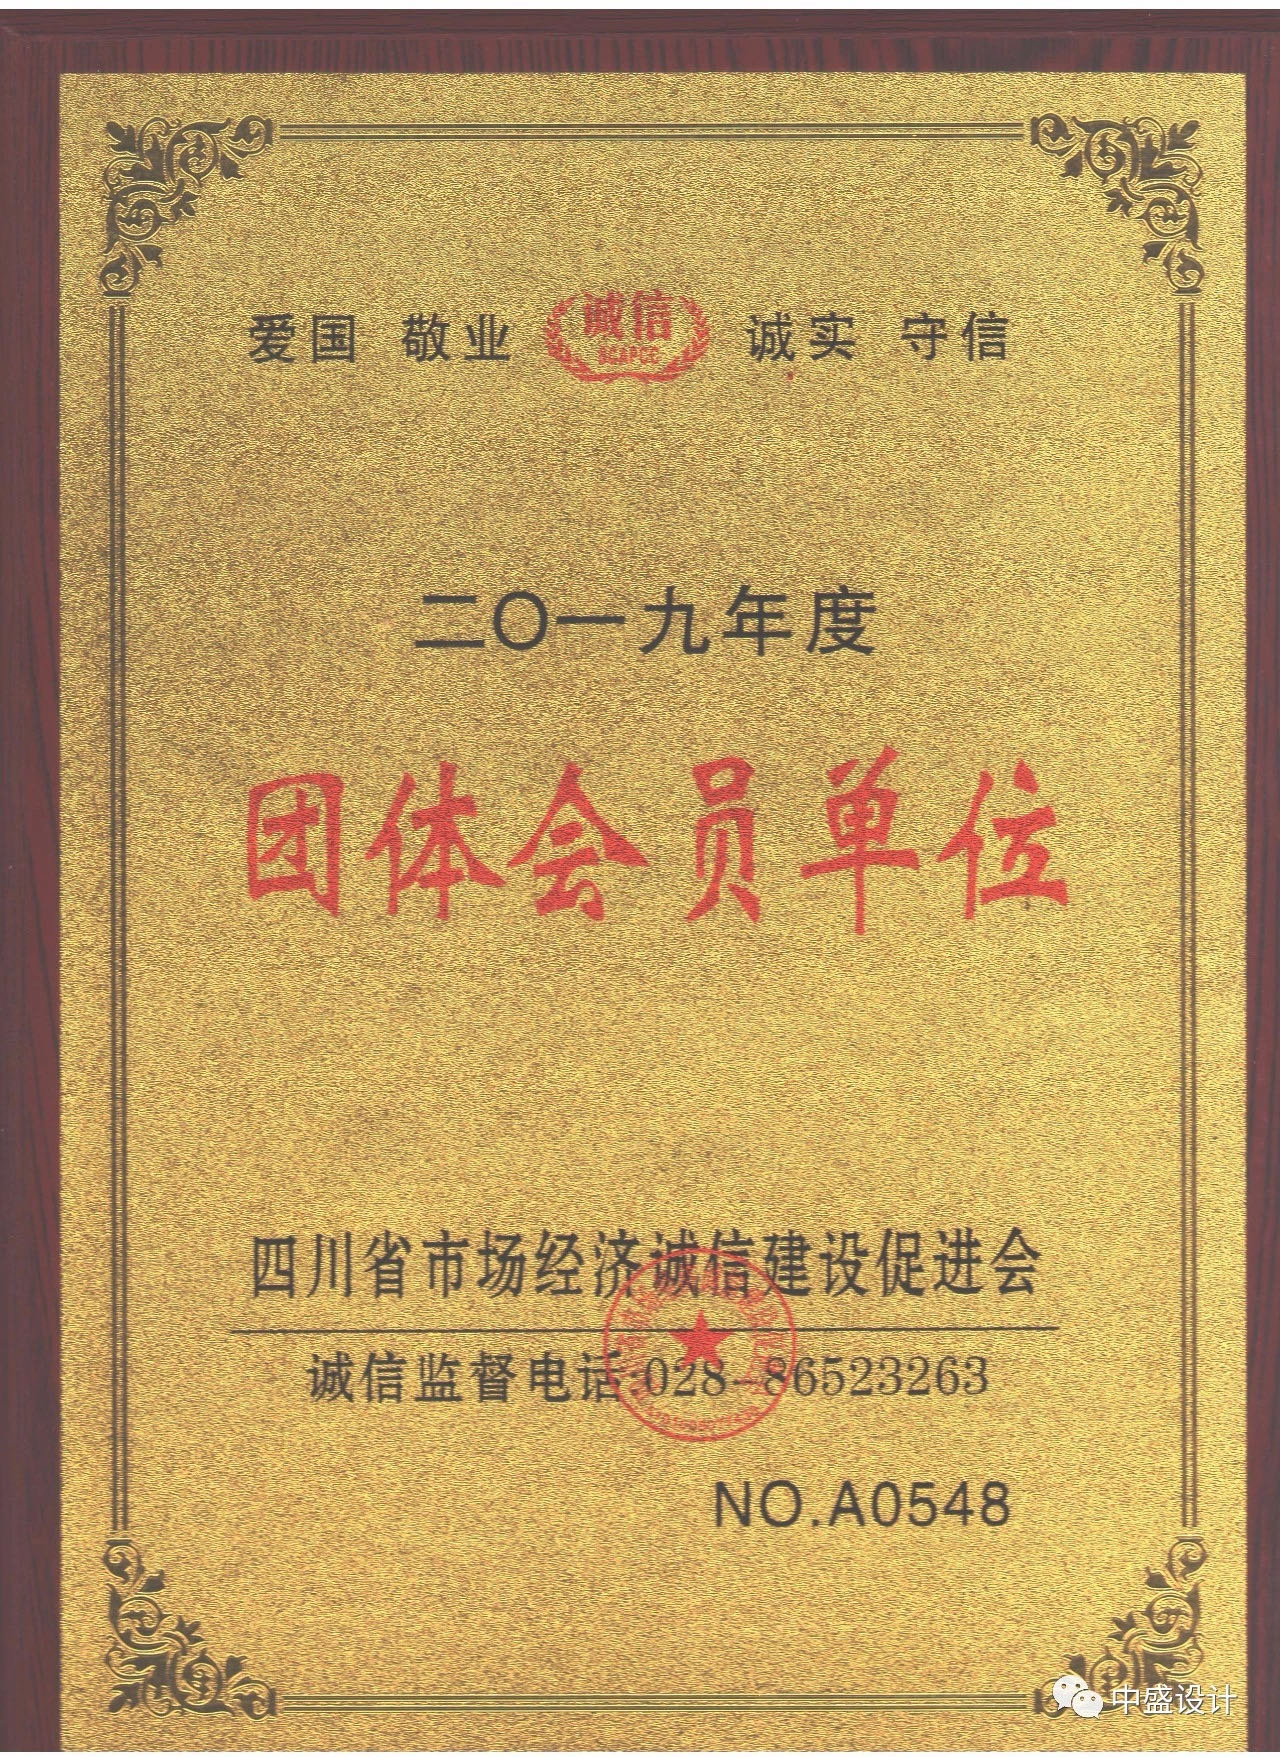 爱国 敬业 诚信 诚实 守信
SCAPCC
二〇一九年度
团体会员单位
四川省市场经济诚信建设促进会
诚信监督电话:028-86523263
NO.A0548
中盛设计